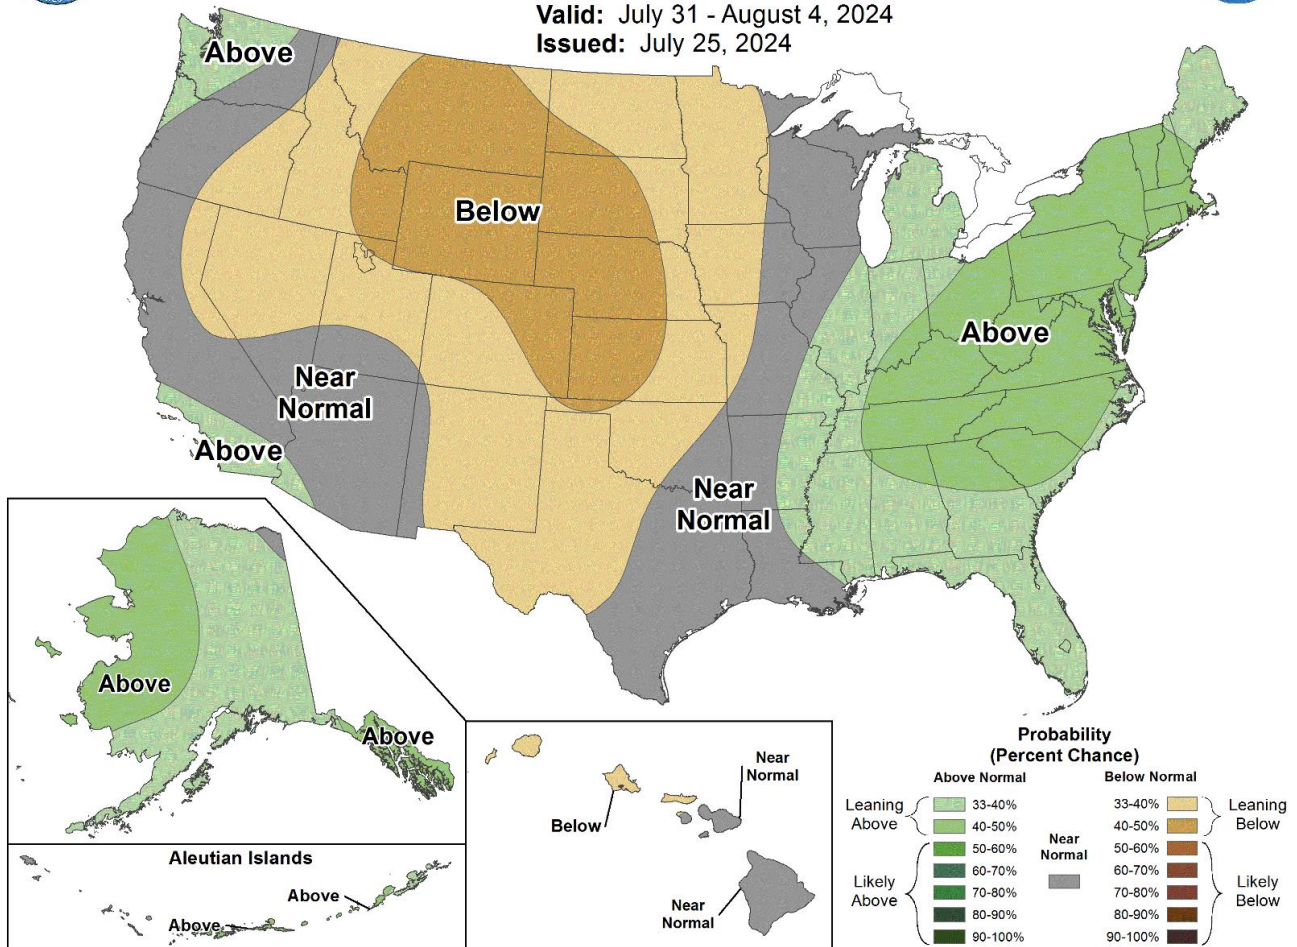 Valid: July 31 - August 4, 2024
Issued: July 25, 2024
Above
Below
Above
Near
Normal
Above
Near
Normal
Above
Above
Aleutian Islands
Above
Above
Near
Normal
Below
Near
Normal
Probability
(Percent Chance)
Above Normal
Below Normal
Leaning
Above
33-40%
40-50%
Likely
Above
50-60%
60-70%
70-80%
80-90%
90-100%
Near
Normal
33-40%
40-50%
Leaning
Below
50-60%
60-70%
70-80%
80-90%
90-100%
Likely
Below